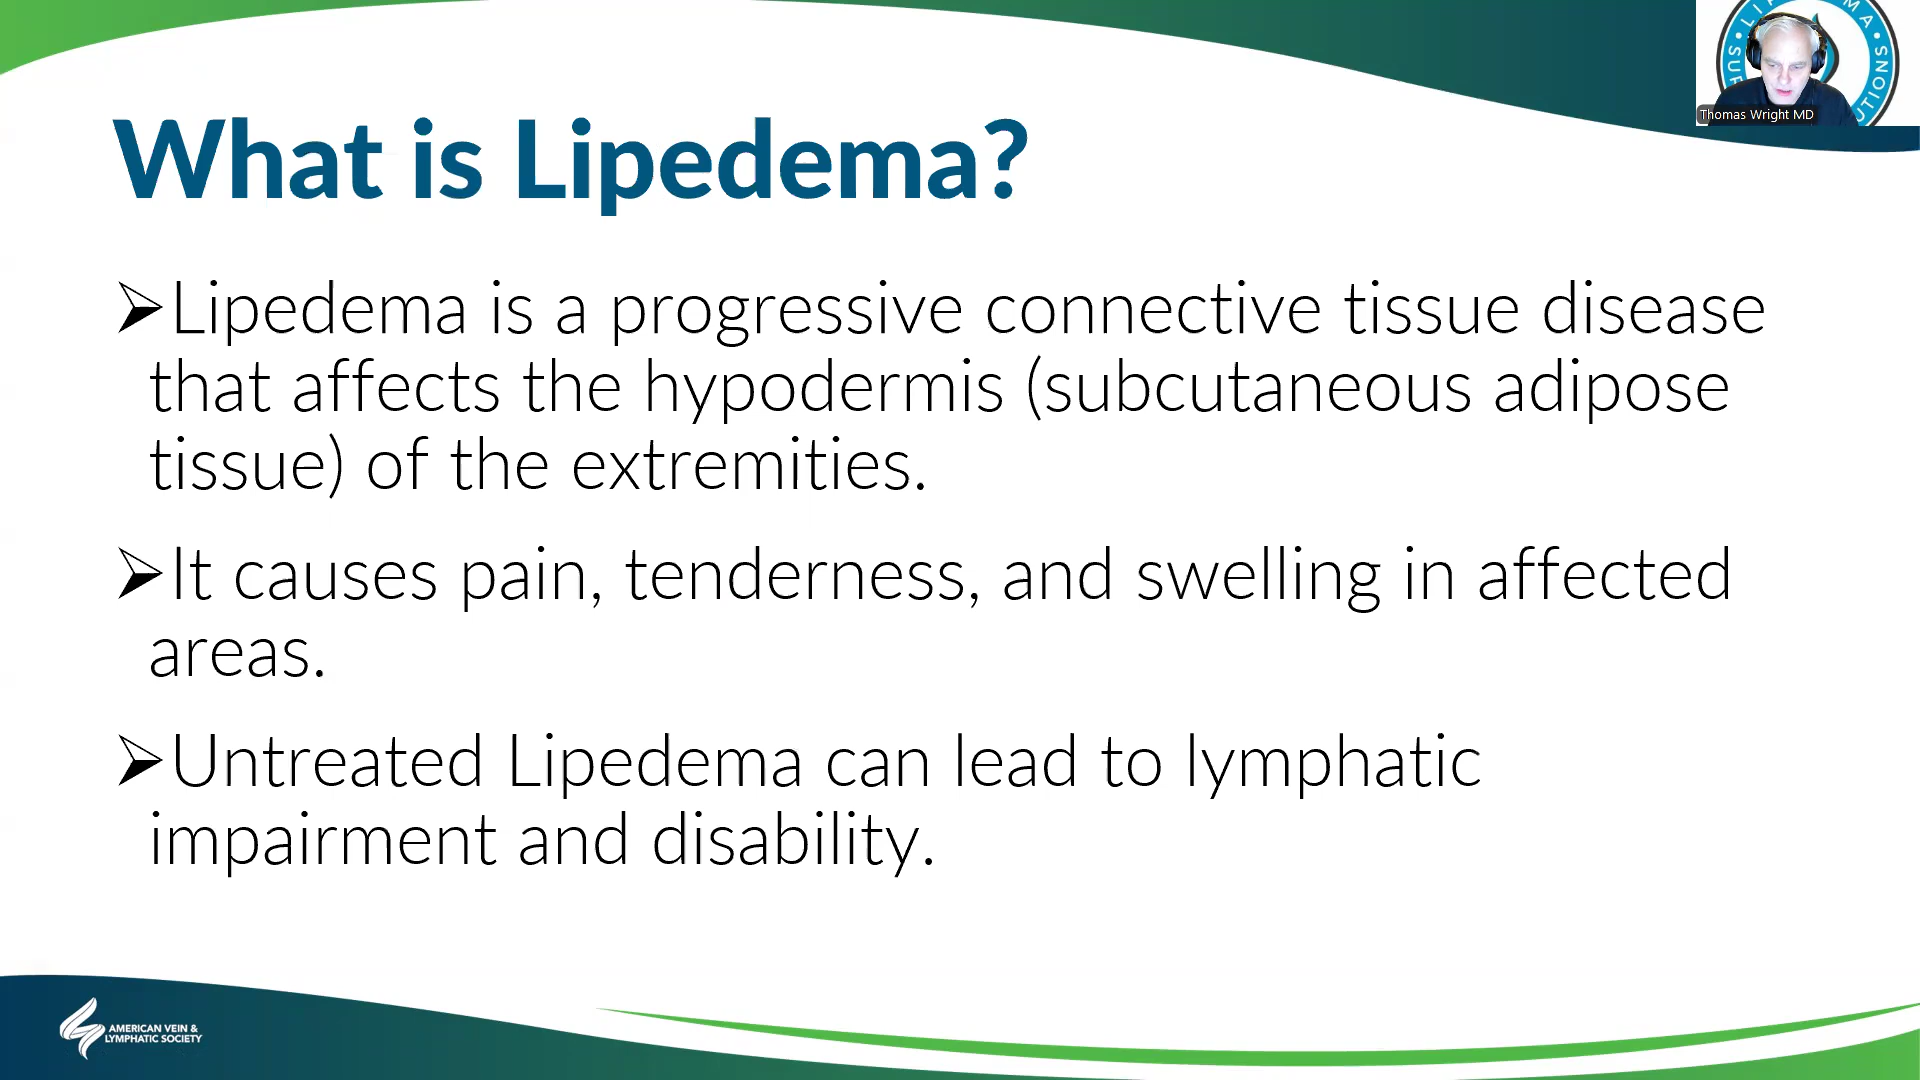 What is Lipedema?
➢Lipedema is a progressive connective tissue disease
that affects the hypodermis (subcutaneous adipose
tissue) of the extremities.
➢It causes pain, tenderness, and swelling in affected
areas.
➢Untreated Lipedema can lead to lymphatic
impairment and disability.
Thomas Wright MD
AMERICAN VEIN &
LYMPHATIC SOCIETY